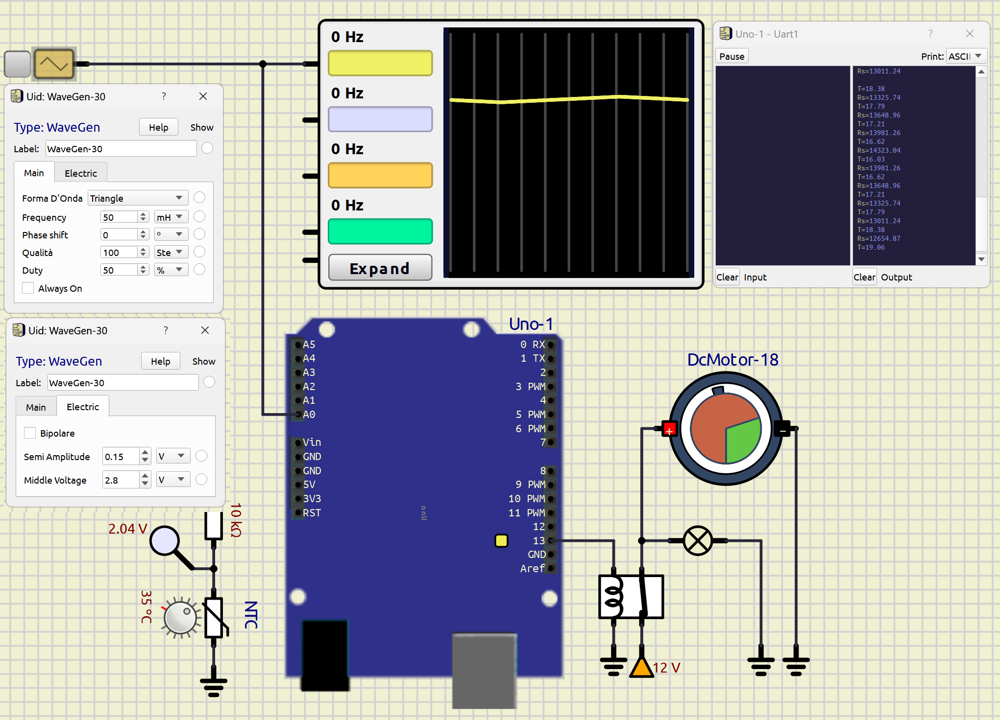 0 Hz
0 Hz
0 Hz
0 Hz
Expand
Uno-1 - Uart1
?
Pause
Print: ASCII
Rs=13011.24
T=18.38
Rs=13325.74
T=17.79
Rs=13648.96
T=17.21
Rs=13981.26
T=16.62
Rs=14323.04
T=16.03
Rs=13981.26
T=16.62
Rs=13648.96
T=17.21
Rs=13325.74
T=17.79
Rs=13011.24
T=18.38
Rs=12654.87
T=19.06
Clear Input
Clear Output
Uid: WaveGen-30
?
Type: WaveGen
Help
Show
Label: WaveGen-30
Main
Electric
Forma D'Onda Triangle
Frequency 50 mH
Phase shift 0 º
Qualità 100 Ste
Duty 50 %
Always On
Uid: WaveGen-30
?
Type: WaveGen
Help
Show
Label: WaveGen-30
Main
Electric
Bipolare
Semi Amplitude 0.15 V
Middle Voltage 2.8 V
10 kΩ
2.04 V
35 °C
NTC
Uno-1
A5
A4
A3
A2
A1
A0
Vin
GND
GND
5V
3V3
RST
Uno
0 RX
1 TX
2
3 PWM
4
5 PWM
6 PWM
7
8
9 PWM
10 PWM
11 PWM
12
13
GND
Aref
DcMotor-18
+
−
12 V